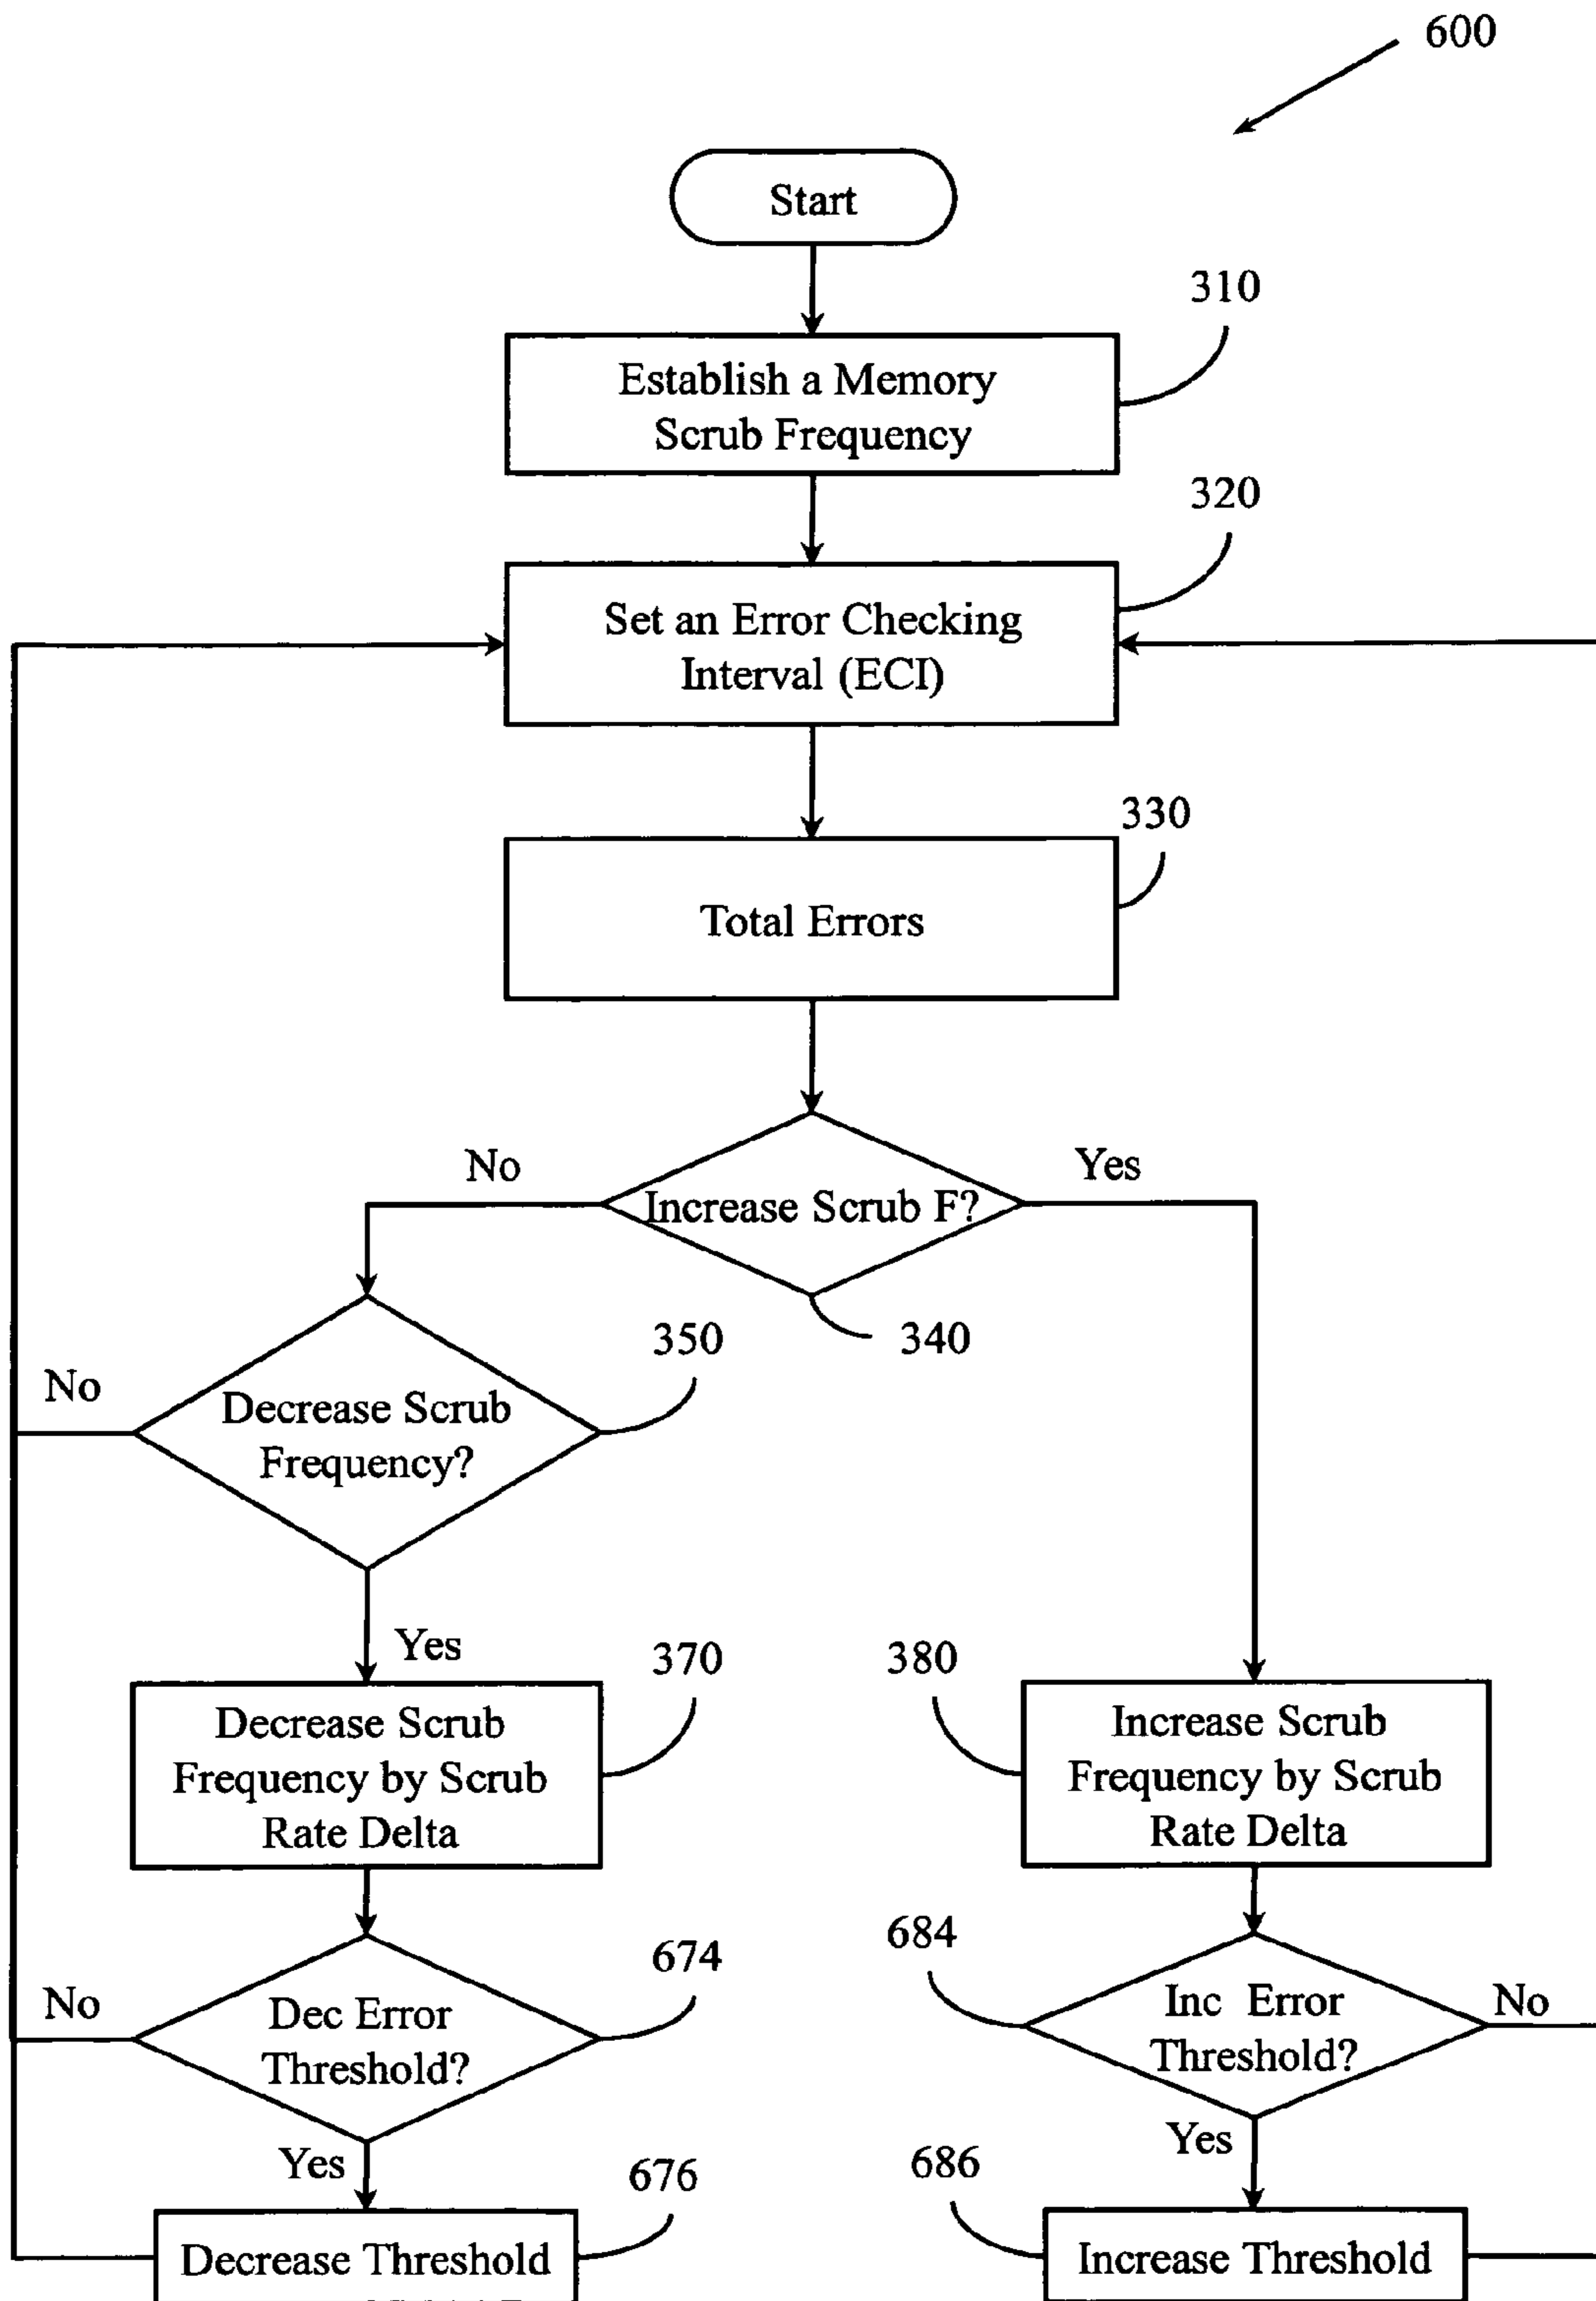 600
Start
310
Establish a Memory
Scrub Frequency
320
Set an Error Checking
Interval (ECI)
330
Total Errors
No
Yes
Increase Scrub F?
340
350
No
Decrease Scrub
Frequency?
Yes
370
380
Decrease Scrub
Frequency by Scrub
Rate Delta
Increase Scrub
Frequency by Scrub
Rate Delta
674
684
No
Dec Error
Threshold?
Inc Error
Threshold?
No
Yes
Yes
676
686
Decrease Threshold
Increase Threshold